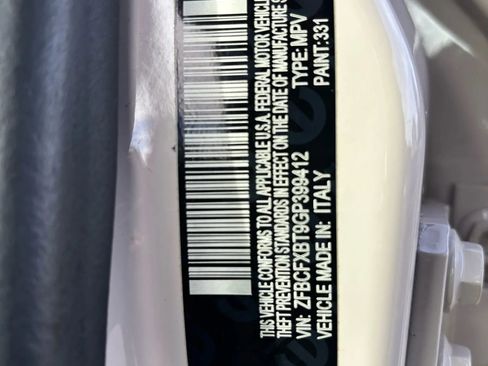 THIS VEHICLE CONFORMS TO ALL APPLICABLE U.S.A. FEDERAL MOTOR VEHICLE
THEFT PREVENTION STANDARDS IN EFFECT ON THE DATE OF MANUFACTURE
VIN: ZFBCFXBT9GP399412 TYPE: MPV
VEHICLE MADE IN: ITALY PAINT: 331